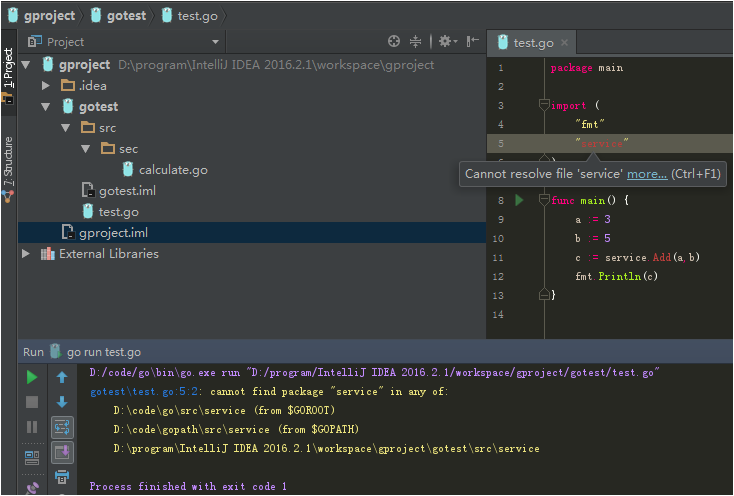 gproject gotest test.go
Project
test.go
1: Project
7: Structure
gproject D:\program\IntelliJ IDEA 2016.2.1\workspace\gproject
.idea
gotest
src
sec
calculate.go
gotest.iml
test.go
gproject.iml
External Libraries
1 package main
2
3 import (
4 "fmt"
5 "service"
)
Cannot resolve file 'service' more... (Ctrl+F1)
8 func main() {
9 a := 3
10 b := 5
11 c := service.Add(a,b)
12 fmt.Println(c)
13 }
14
Run go run test.go
D:/code/go\bin\go.exe run "D:/program/IntelliJ IDEA 2016.2.1/workspace/gproject/gotest/test.go"
gotest\test.go:5:2: cannot find package "service" in any of:
D:\code\go\src\service (from $GOROOT)
D:\code\gopath\src\service (from $GOPATH)
D:\program\IntelliJ IDEA 2016.2.1\workspace\gproject\gotest\src\service
Process finished with exit code 1